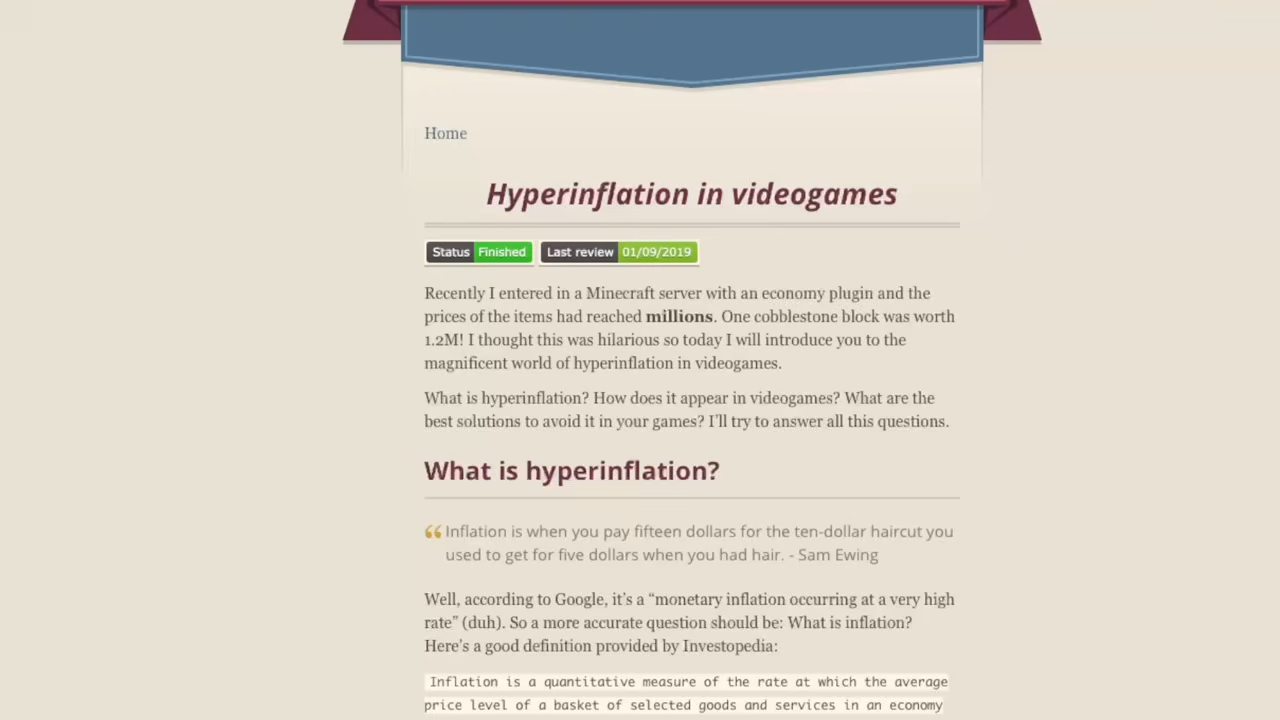 Home
Hyperinflation in videogames
Status Finished Last review 01/09/2019
Recently I entered in a Minecraft server with an economy plugin and the
prices of the items had reached millions. One cobblestone block was worth
1.2M! I thought this was hilarious so today I will introduce you to the
magnificent world of hyperinflation in videogames.
What is hyperinflation? How does it appear in videogames? What are the
best solutions to avoid it in your games? I'll try to answer all this questions.
What is hyperinflation?
“ Inflation is when you pay fifteen dollars for the ten-dollar haircut you
used to get for five dollars when you had hair. - Sam Ewing
Well, according to Google, it's a “monetary inflation occurring at a very high
rate” (duh). So a more accurate question should be: What is inflation?
Here's a good definition provided by Investopedia:
Inflation is a quantitative measure of the rate at which the average
price level of a basket of selected goods and services in an economy